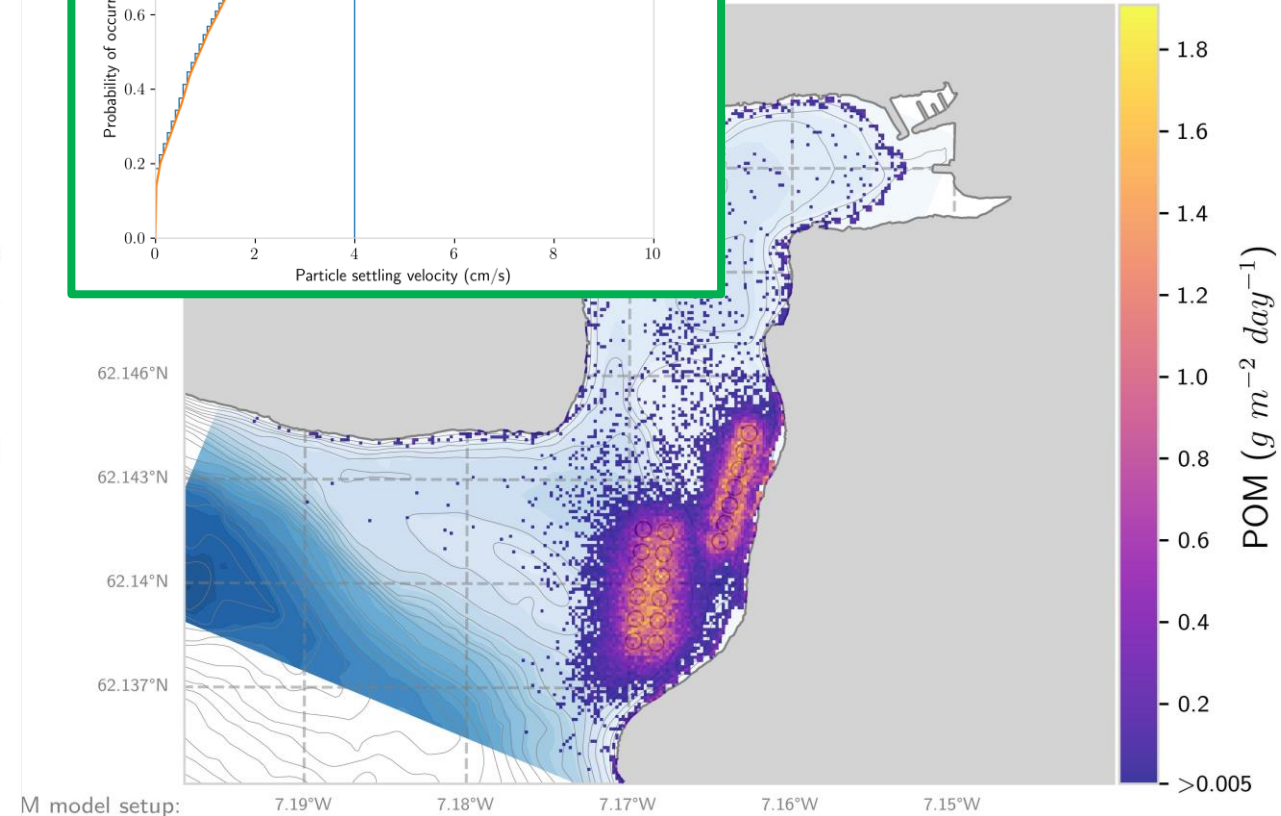 0.6
0.4
0.2
0.0
0 2 4 6 8 10
Probability of
Particle settling velocity (cm/s)
62.146°N
62.143°N
62.14°N
62.137°N
M model setup:
7.19°W 7.18°W 7.17°W 7.16°W 7.15°W
1.8
1.6
1.4
1.2
1.0
0.8
0.6
0.4
0.2
>0.005
POM (g m⁻² day⁻¹)